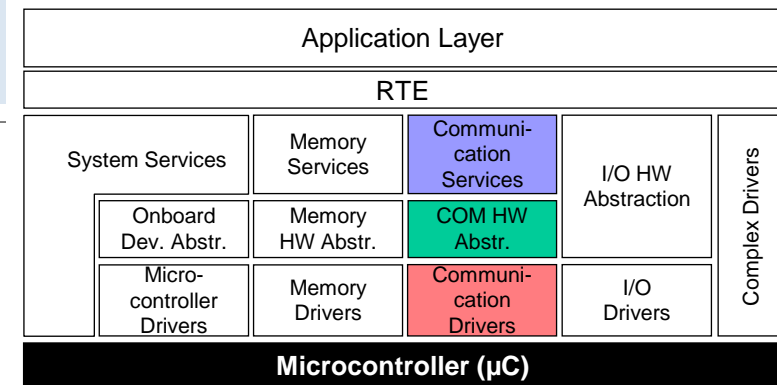 Application Layer
RTE
System Services
Memory
Services
Communi-
cation
Services
I/O HW
Abstraction
Complex Drivers
Onboard
Dev. Abstr.
Memory
HW Abstr.
COM HW
Abstr.
Micro-
controller
Drivers
Memory
Drivers
Communi-
cation
Drivers
I/O
Drivers
Microcontroller (µC)